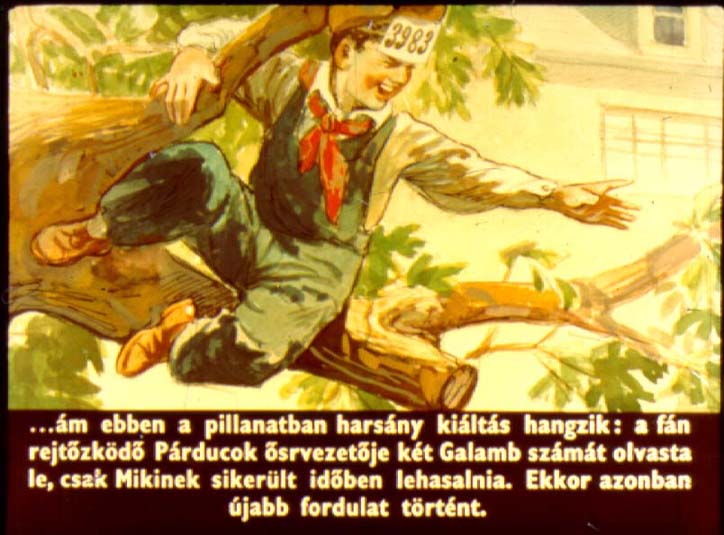 3983
...ám ebben a pillanatban harsány kiáltás hangzik: a fán
rejtőzködő Párducok őrsvezetője két Galamb számát olvasta
le, csak Mikinek sikerült időben lehasalnia. Ekkor azonban
újabb fordulat történt.